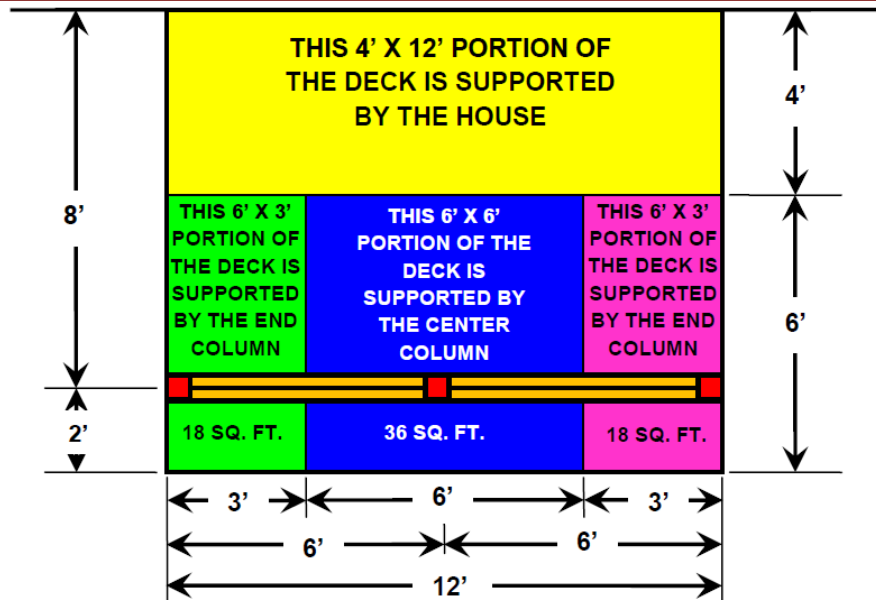 THIS 4’ X 12’ PORTION OF
THE DECK IS SUPPORTED
BY THE HOUSE
4’
8’
THIS 6’ X 3’
PORTION OF
THE DECK IS
SUPPORTED
BY THE END
COLUMN
THIS 6’ X 6’
PORTION OF THE
DECK IS
SUPPORTED BY
THE CENTER
COLUMN
THIS 6’ X 3’
PORTION OF
THE DECK IS
SUPPORTED
BY THE END
COLUMN
6’
2’
18 SQ. FT.
36 SQ. FT.
18 SQ. FT.
3’
6’
3’
6’
6’
12’